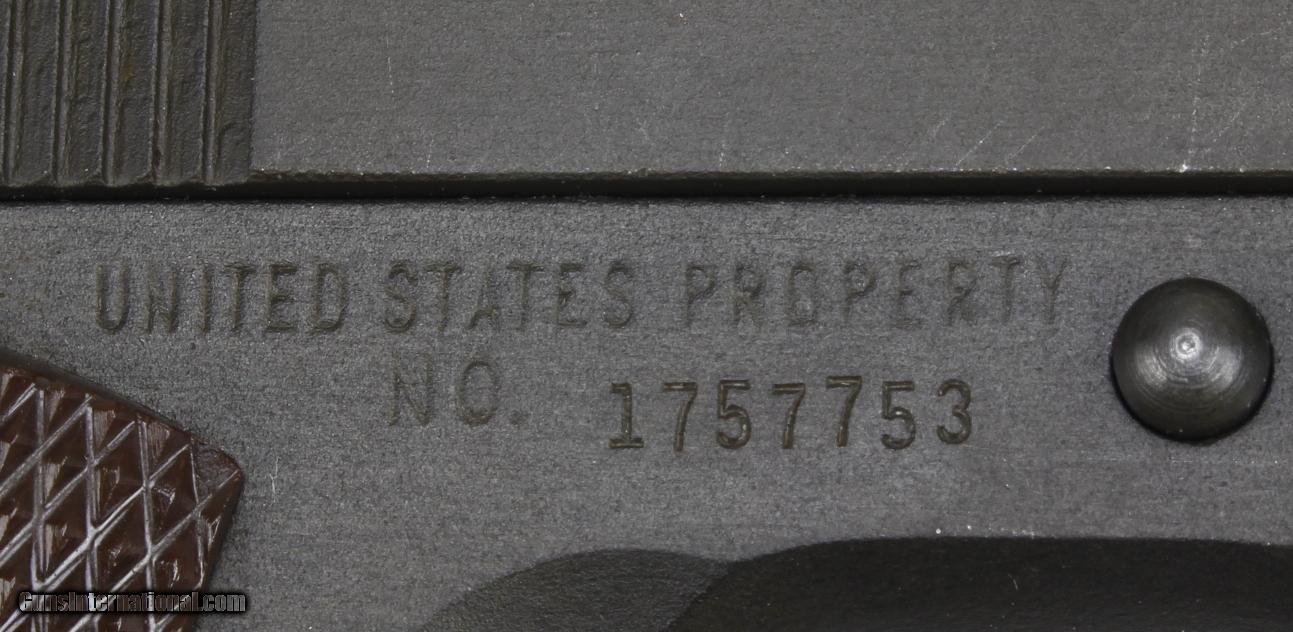 UNITED STATES PROPERTY
NO. 1757753
GunsInternational.com